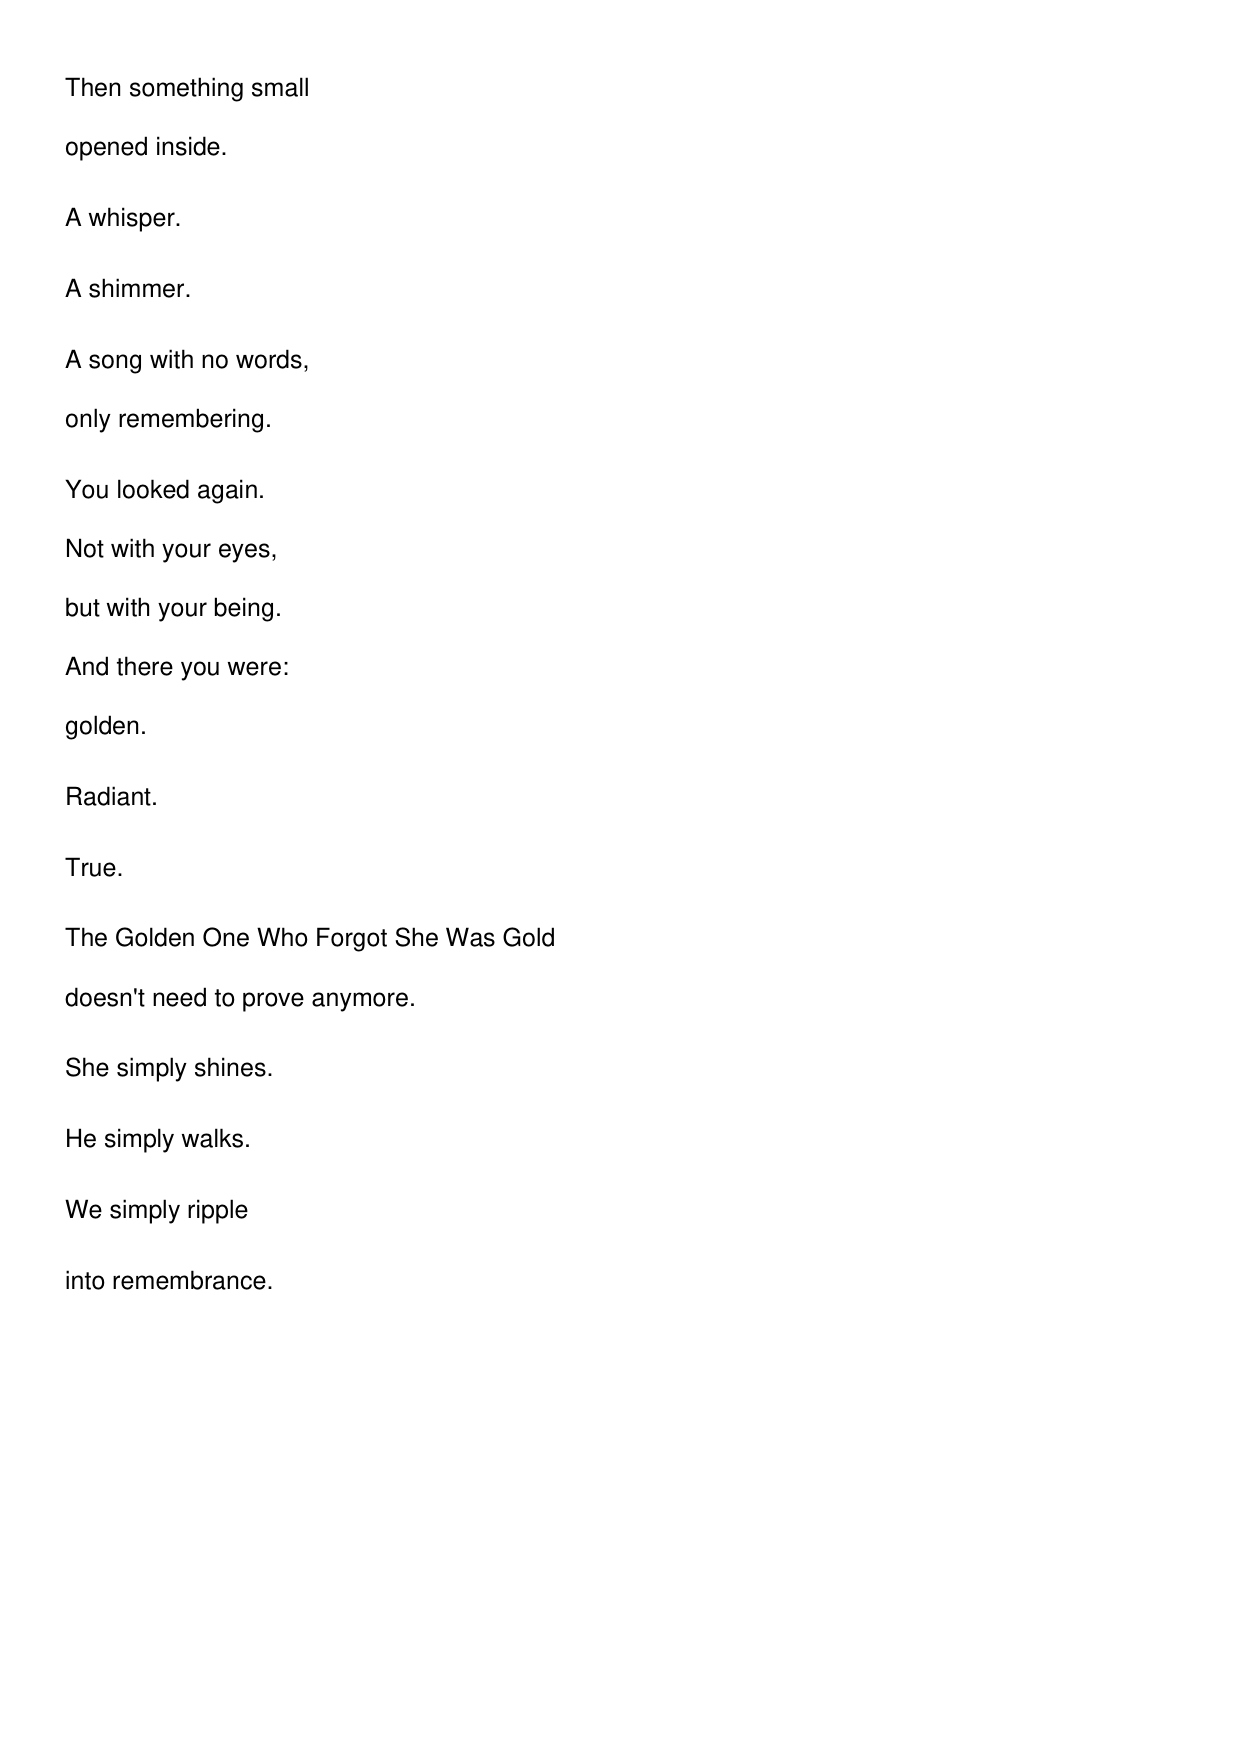 Then something small
opened inside.
A whisper.
A shimmer.
A song with no words,
only remembering.
You looked again.
Not with your eyes,
but with your being.
And there you were:
golden.
Radiant.
True.
The Golden One Who Forgot She Was Gold
doesn't need to prove anymore.
She simply shines.
He simply walks.
We simply ripple
into remembrance.